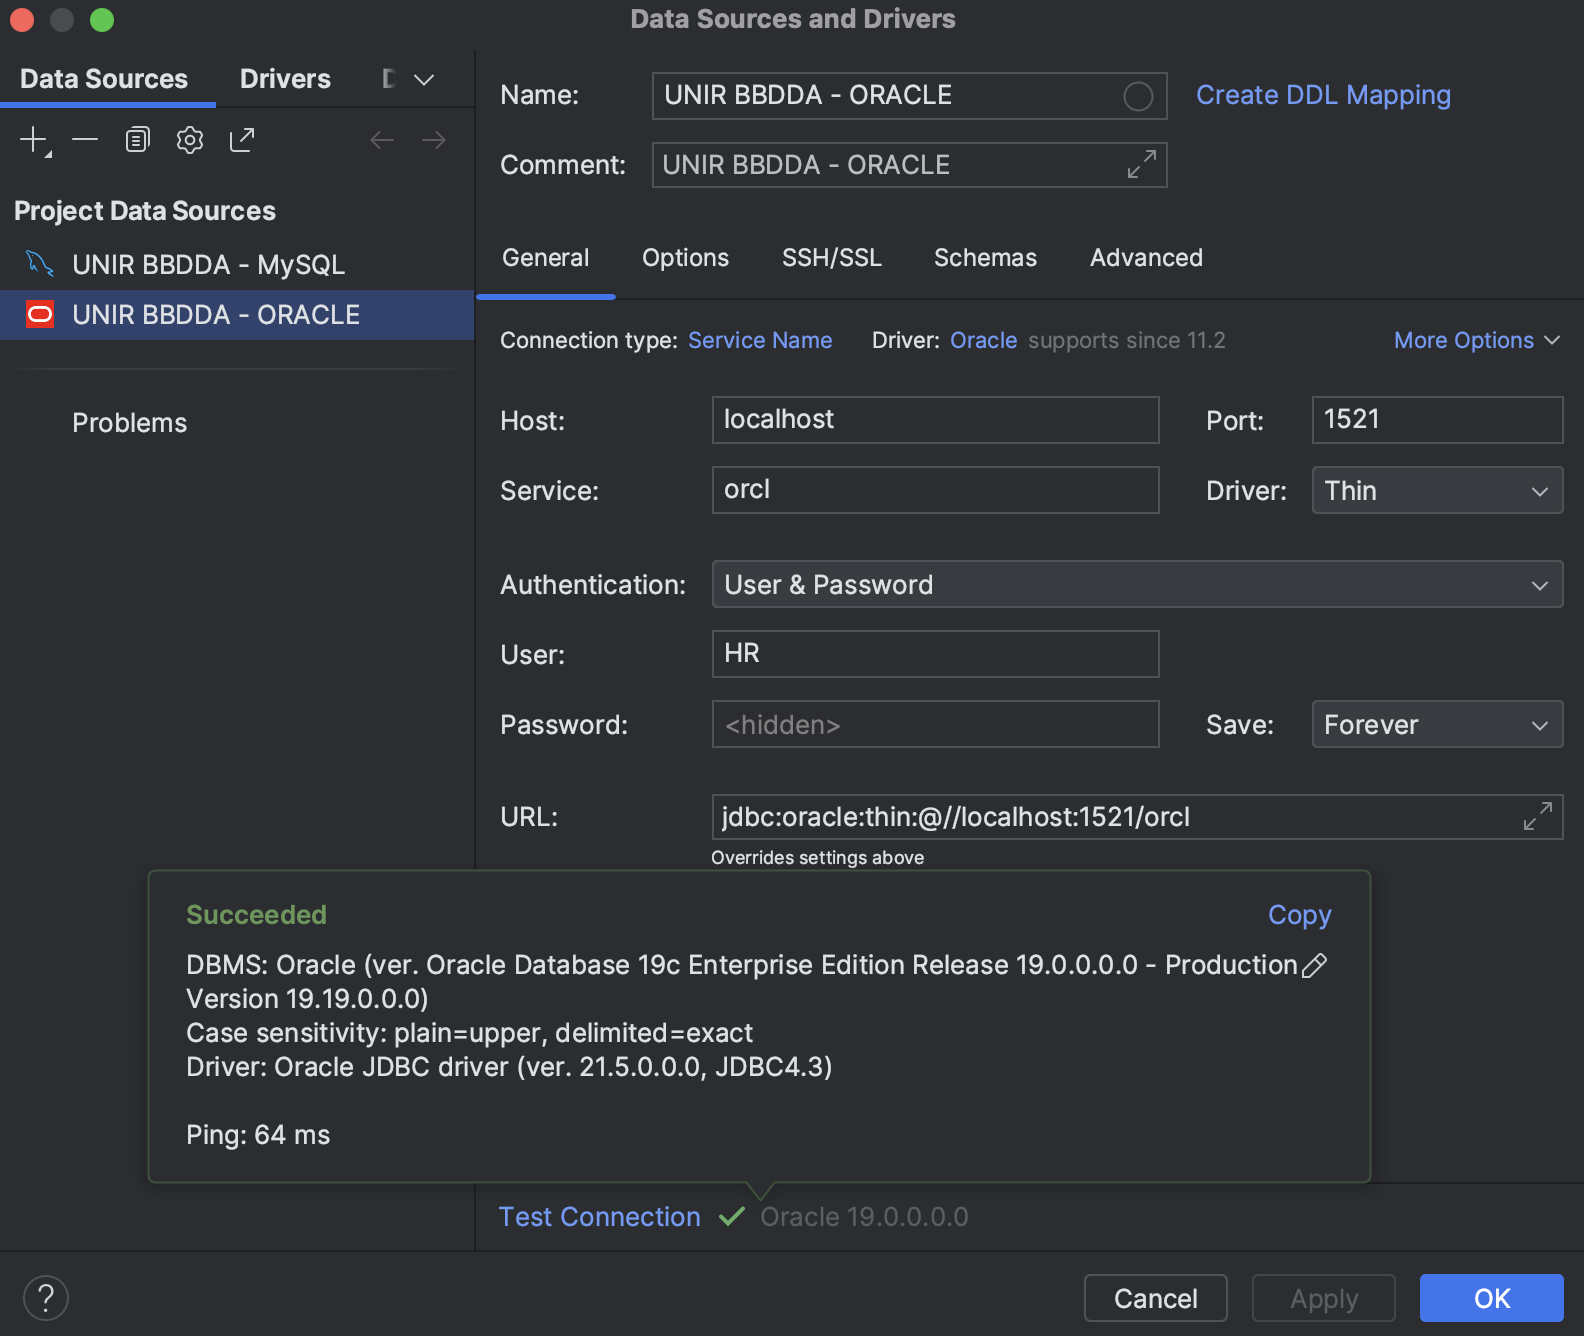 Data Sources and Drivers
Data Sources
Drivers
Project Data Sources
UNIR BBDDA - MySQL
UNIR BBDDA - ORACLE
Problems
Name:
UNIR BBDDA - ORACLE
Create DDL Mapping
Comment:
UNIR BBDDA - ORACLE
General
Options
SSH/SSL
Schemas
Advanced
Connection type: Service Name
Driver: Oracle supports since 11.2
More Options
Host:
localhost
Port:
1521
Service:
orcl
Driver:
Thin
Authentication:
User & Password
User:
HR
Password:
<hidden>
Save:
Forever
URL:
jdbc:oracle:thin:@//localhost:1521/orcl
Overrides settings above
Succeeded
Copy
DBMS: Oracle (ver. Oracle Database 19c Enterprise Edition Release 19.0.0.0.0 - Production
Version 19.19.0.0.0)
Case sensitivity: plain=upper, delimited=exact
Driver: Oracle JDBC driver (ver. 21.5.0.0.0, JDBC4.3)
Ping: 64 ms
Test Connection
Oracle 19.0.0.0.0
?
Cancel
Apply
OK